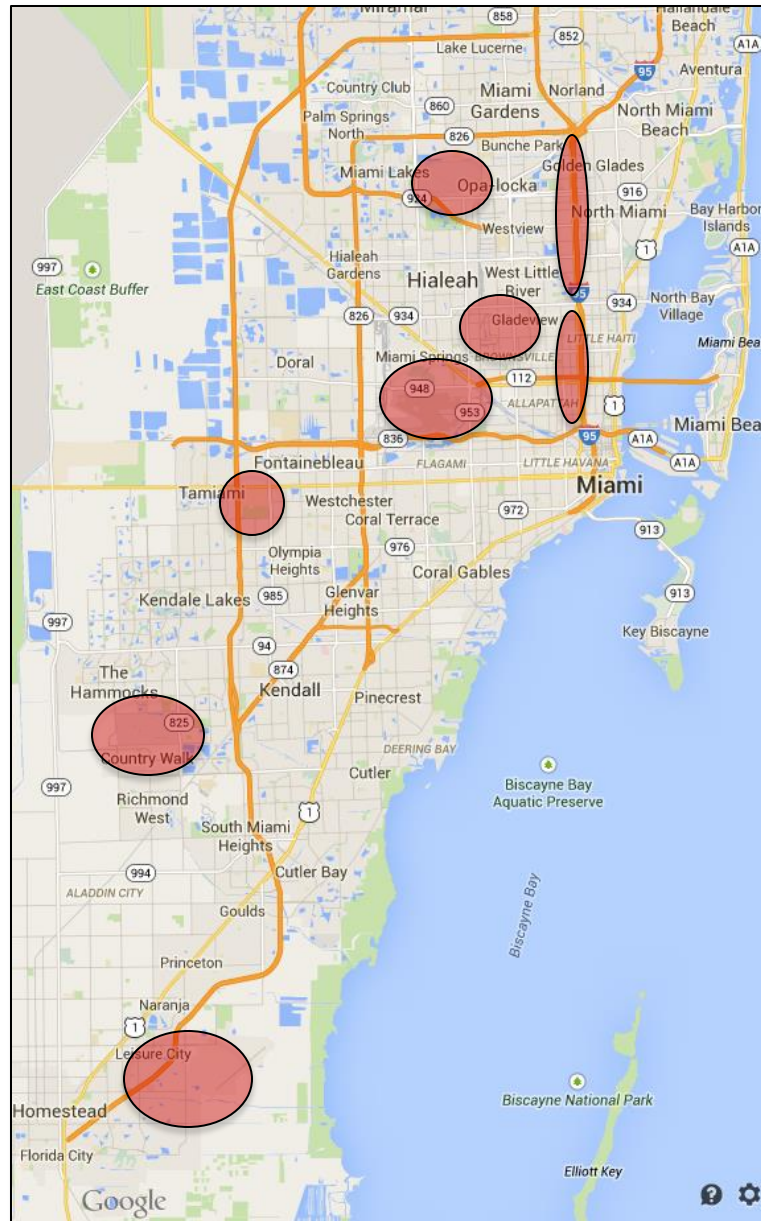 Miramar
858
Hallandale
Beach
852
A1A
Lake Lucerne
95
Aventura
Country Club
Miami
Gardens
Norland
860
Palm Springs
North
North Miami
Beach
826
Bunche Park
Golden Glades
Miami Lakes
Opa-locka
924
916
North Miami
Bay Harbor
Islands
Westview
1
A1A
997
Hialeah
Gardens
East Coast Buffer
Hialeah
West Little
River
95
North Bay
Village
826
934
934
Gladeview
LITTLE HAITI
Miami Bea
Doral
Miami Springs
BROWNSVILLE
112
948
ALLAPATTAH
1
953
Miami Bea
836
95
A1A
Fontainebleau
FLAGAMI
LITTLE HAVANA
A1A
Tamiami
Miami
Westchester
972
Coral Terrace
913
976
Olympia
Heights
Coral Gables
Kendale Lakes
985
Glenvar
Heights
913
997
Key Biscayne
94
The
Hammocks
874
Kendall
Pinecrest
825
DEERING BAY
Country Walk
Cutler
Biscayne Bay
Aquatic Preserve
997
Richmond
West
1
South Miami
Heights
994
Cutler Bay
ALADDIN CITY
Goulds
Biscayne Bay
Princeton
Naranja
1
Leisure City
Homestead
Biscayne National Park
Florida City
Elliott Key
Google
?